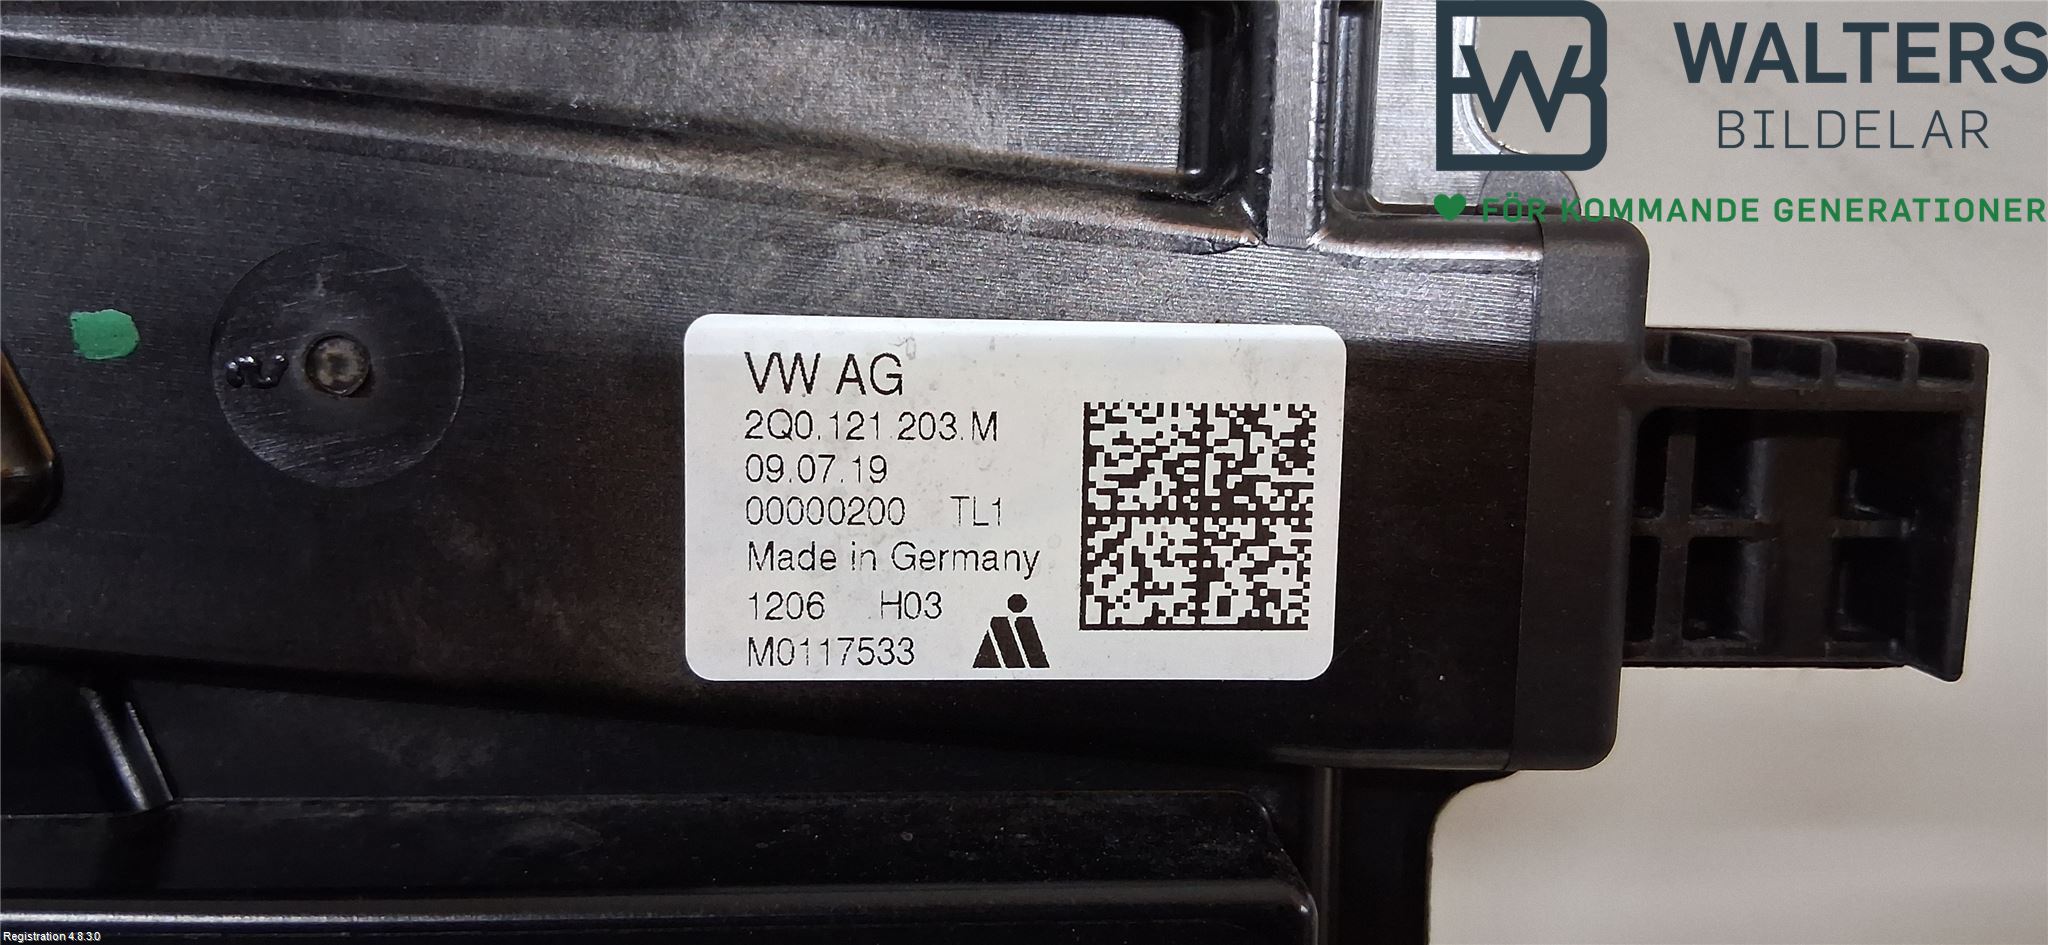 WALTERS
BILDELAR
FÖR KOMMANDE GENERATIONER
VW AG
2Q0.121.203.M
09.07.19
00000200 TL1
Made in Germany
1206 H03
M0117533
Registration 4.8.3.0